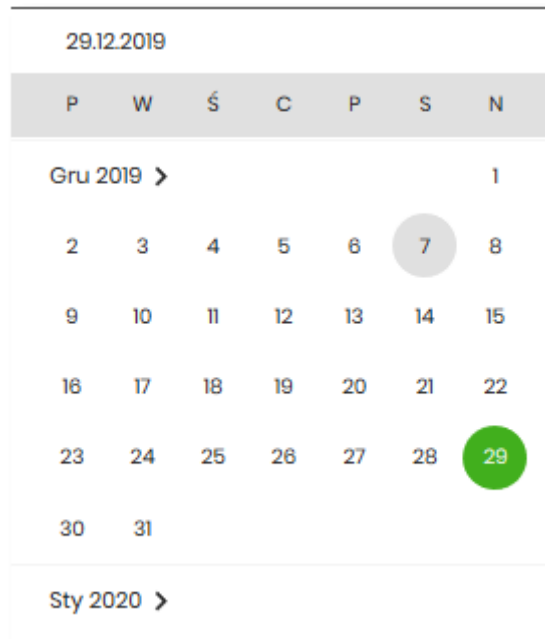 29.12.2019
P W Ś C P S N
Gru 2019 1
2 3 4 5 6 7 8
9 10 11 12 13 14 15
16 17 18 19 20 21 22
23 24 25 26 27 28 29
30 31
Sty 2020